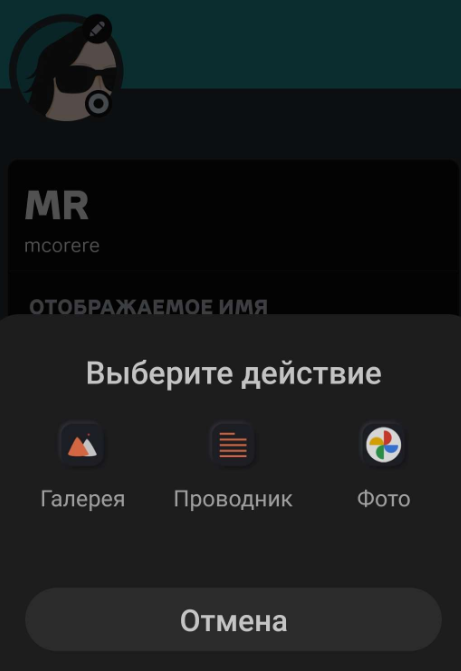 MR
mcorere
ОТОБРАЖАЕМОЕ ИМЯ
Выберите действие
Галерея Проводник Фото
Отмена